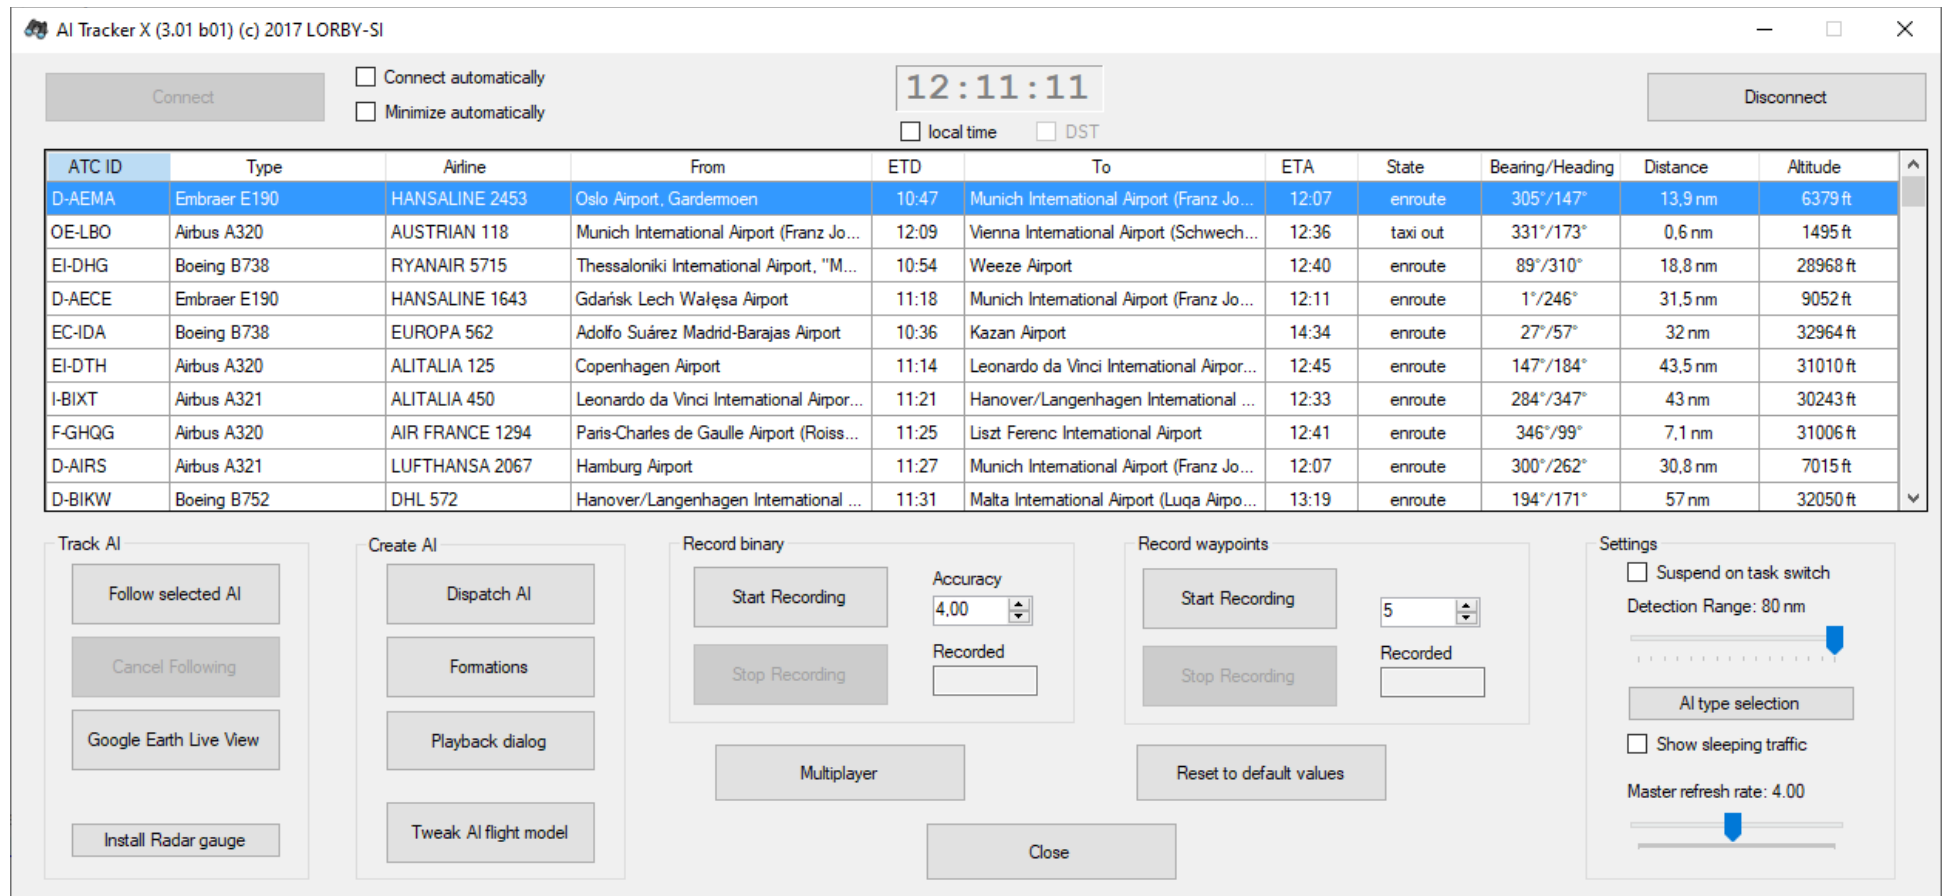 AI Tracker X (3.01 b01) (c) 2017 LORBY-SI
Connect
Connect automatically
Minimize automatically
12:11:11
local time DST
Disconnect
ATC ID Type Airline From ETD To ETA State Bearing/Heading Distance Altitude
D-AEMA Embraer E190 HANSALINE 2453 Oslo Airport, Gardermoen 10:47 Munich International Airport (Franz Jo... 12:07 enroute 305°/147° 13,9 nm 6379 ft
OE-LBO Airbus A320 AUSTRIAN 118 Munich International Airport (Franz Jo... 12:09 Vienna International Airport (Schwech... 12:36 taxi out 331°/173° 0,6 nm 1495 ft
EI-DHG Boeing B738 RYANAIR 5715 Thessaloniki International Airport, "M... 10:54 Weeze Airport 12:40 enroute 89°/310° 18,8 nm 28968 ft
D-AECE Embraer E190 HANSALINE 1643 Gdańsk Lech Wałęsa Airport 11:18 Munich International Airport (Franz Jo... 12:11 enroute 1°/246° 31,5 nm 9052 ft
EC-IDA Boeing B738 EUROPA 562 Adolfo Suárez Madrid-Barajas Airport 10:36 Kazan Airport 14:34 enroute 27°/57° 32 nm 32964 ft
EI-DTH Airbus A320 ALITALIA 125 Copenhagen Airport 11:14 Leonardo da Vinci International Airpor... 12:45 enroute 147°/184° 43,5 nm 31010 ft
I-BIXT Airbus A321 ALITALIA 450 Leonardo da Vinci International Airpor... 11:21 Hanover/Langenhagen International ... 12:33 enroute 284°/347° 43 nm 30243 ft
F-GHQG Airbus A320 AIR FRANCE 1294 Paris-Charles de Gaulle Airport (Roiss... 11:25 Liszt Ferenc International Airport 12:41 enroute 346°/99° 7,1 nm 31006 ft
D-AIRS Airbus A321 LUFTHANSA 2067 Hamburg Airport 11:27 Munich International Airport (Franz Jo... 12:07 enroute 300°/262° 30,8 nm 7015 ft
D-BIKW Boeing B752 DHL 572 Hanover/Langenhagen International ... 11:31 Malta International Airport (Luqa Airpo... 13:19 enroute 194°/171° 57 nm 32050 ft
Track AI
Follow selected AI
Cancel Following
Google Earth Live View
Install Radar gauge
Create AI
Dispatch AI
Formations
Playback dialog
Tweak AI flight model
Record binary
Start Recording
Accuracy
4,00
Stop Recording
Recorded
Multiplayer
Record waypoints
Start Recording
5
Stop Recording
Recorded
Reset to default values
Close
Settings
Suspend on task switch
Detection Range: 80 nm
AI type selection
Show sleeping traffic
Master refresh rate: 4.00